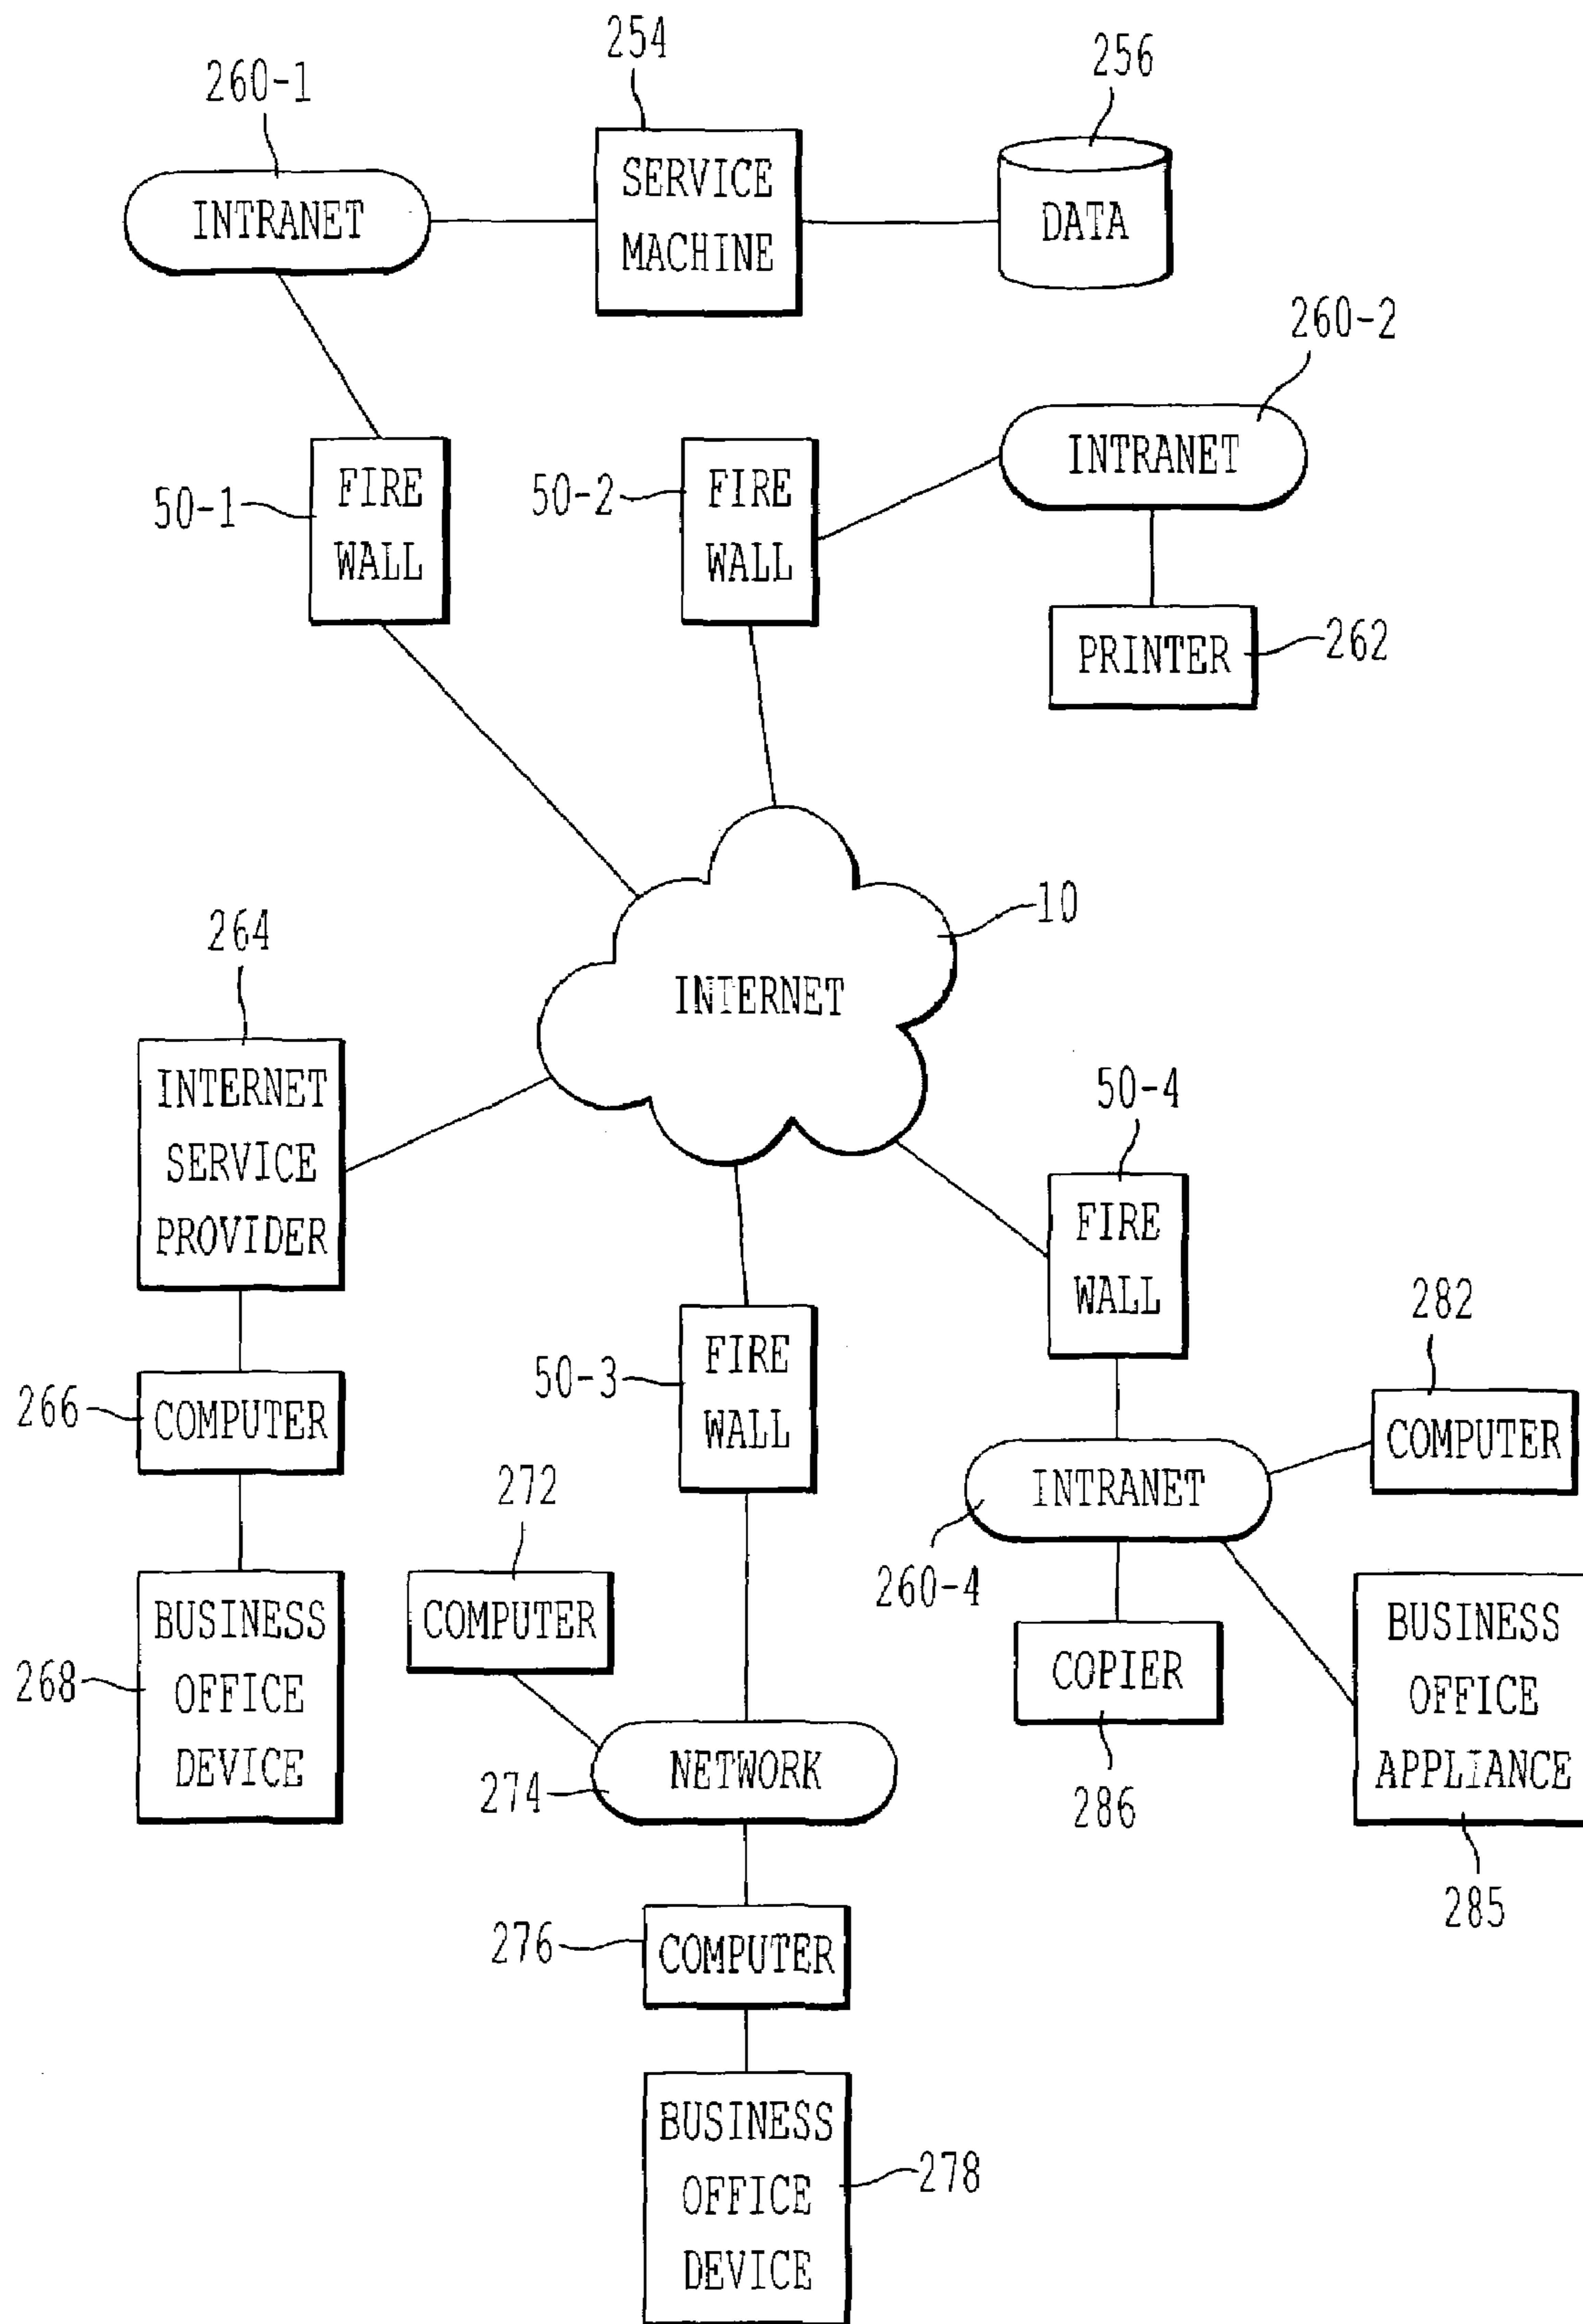 254
256
260-1
SERVICE
MACHINE
INTRANET
DATA
260-2
INTRANET
50-1
FIRE
WALL
50-2
FIRE
WALL
PRINTER
262
10
INTERNET
264
INTERNET
SERVICE
PROVIDER
50-4
FIRE
WALL
50-3
FIRE
WALL
282
COMPUTER
266
COMPUTER
272
COMPUTER
INTRANET
260-4
268
BUSINESS
OFFICE
DEVICE
COPIER
286
BUSINESS
OFFICE
APPLIANCE
285
NETWORK
274
276
COMPUTER
BUSINESS
OFFICE
DEVICE
278